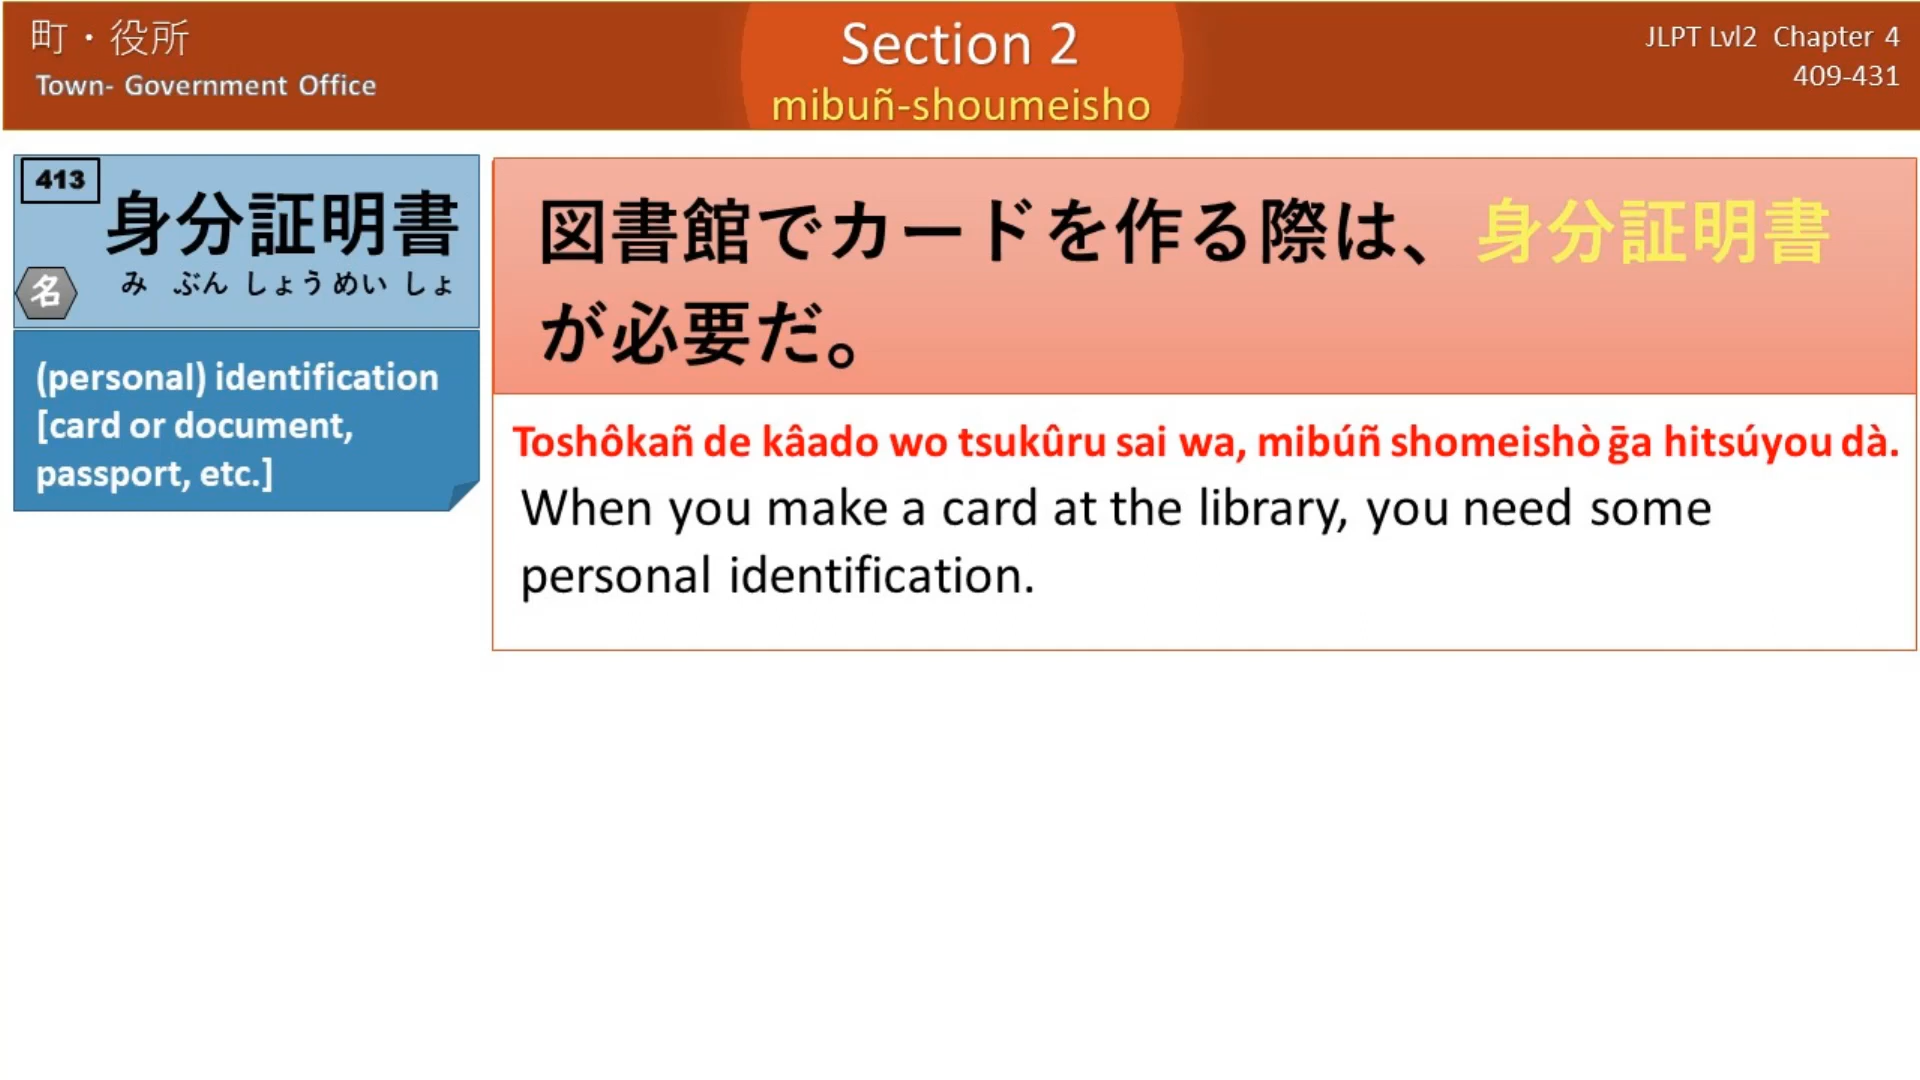 町・役所
Town- Government Office
Section 2
mibuñ-shoumeisho
JLPT Lvl2 Chapter 4
409-431
413
身分証明書
み ぶん しょう めい しょ
名
(personal) identification
[card or document,
passport, etc.]
図書館でカードを作る際は、身分証明書
が必要だ。
Toshôkañ de kâado wo tsukûru sai wa, mibúñ shomeishò ḡa hitsúyou dà.
When you make a card at the library, you need some
personal identification.